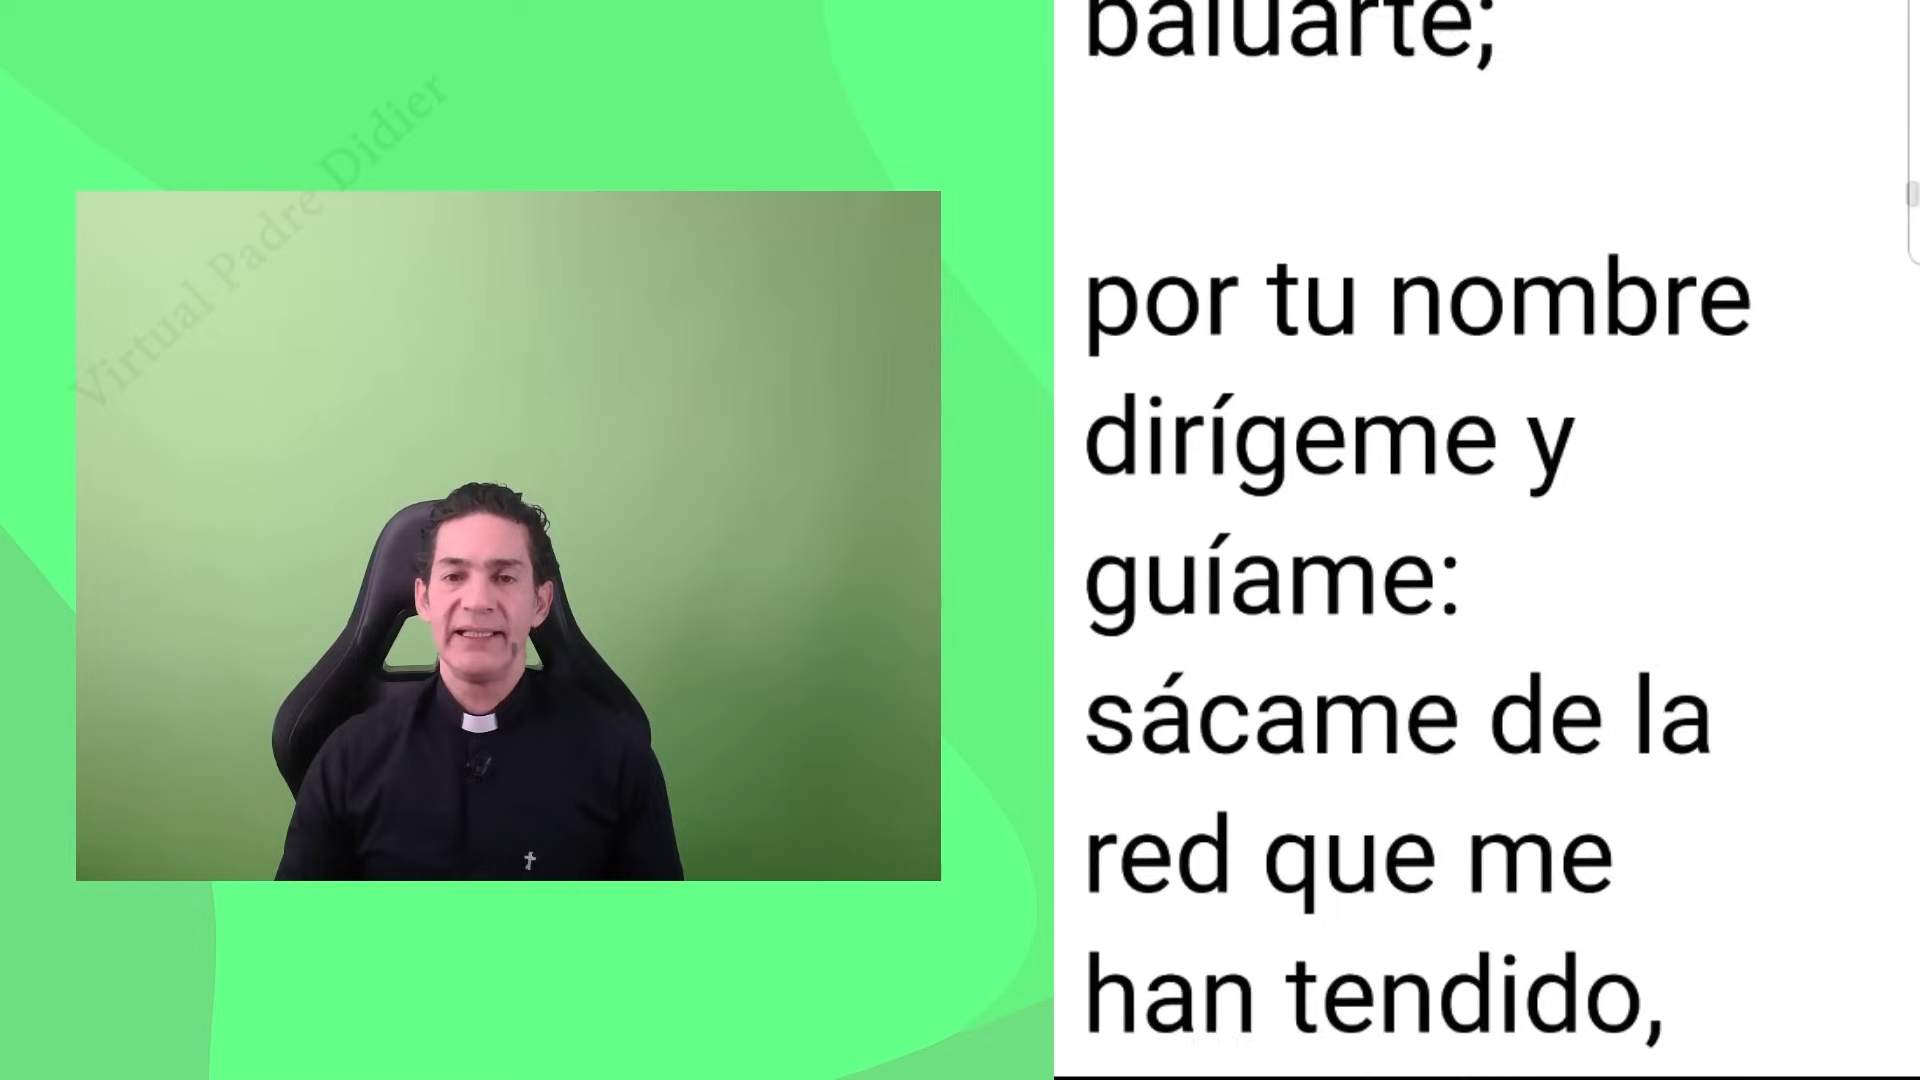 Virtual Padre Didier
baluarte;
por tu nombre
dirígeme y
guíame:
sácame de la
red que me
han tendido,